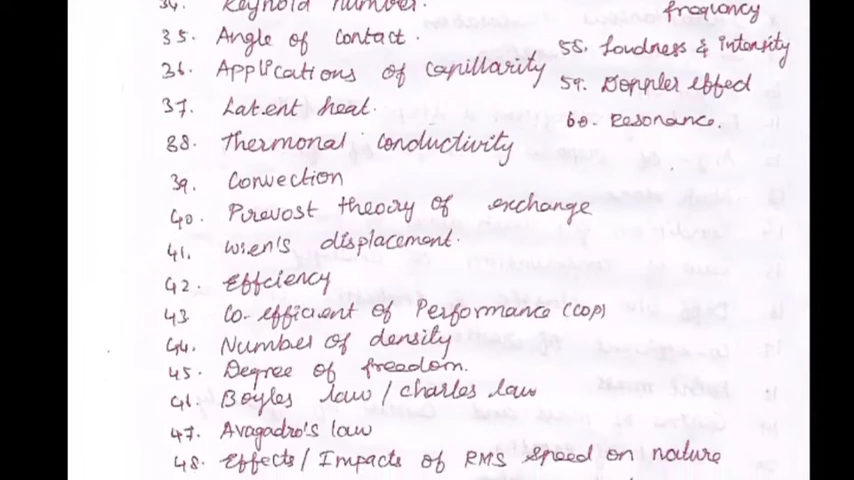 34. Reynold number.
35. Angle of contact.
36. Applications of capillarity
37. Latent heat.
38. Thermonal conductivity
39. Convection
40. Prevost theory of exchange
41. wien's displacement.
42. Effciency
43 Co-efficient of Performance (COP)
44. Number of density
45. Degree of freedom.
46. Boyles law / charles law
47. Avagadro's law
48. Effects / Impacts of RMS speed on nature
frequancy
58. Loudness & intensity
59. Doppler effed
60. Resonance.